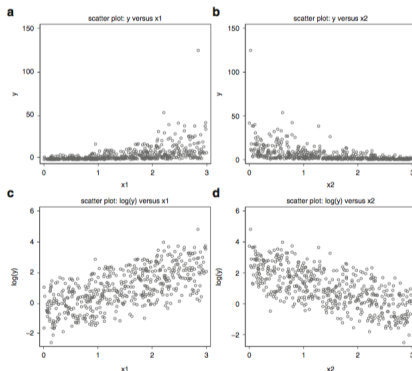 a
scatter plot: y versus x1
150
100
50
0
y
0
1
2
3
x1
b
scatter plot: y versus x2
150
100
50
0
y
0
1
2
3
x2
c
scatter plot: log(y) versus x1
6
4
2
0
−2
log(y)
0
1
2
3
x1
d
scatter plot: log(y) versus x2
6
4
2
0
−2
log(y)
0
1
2
3
x2